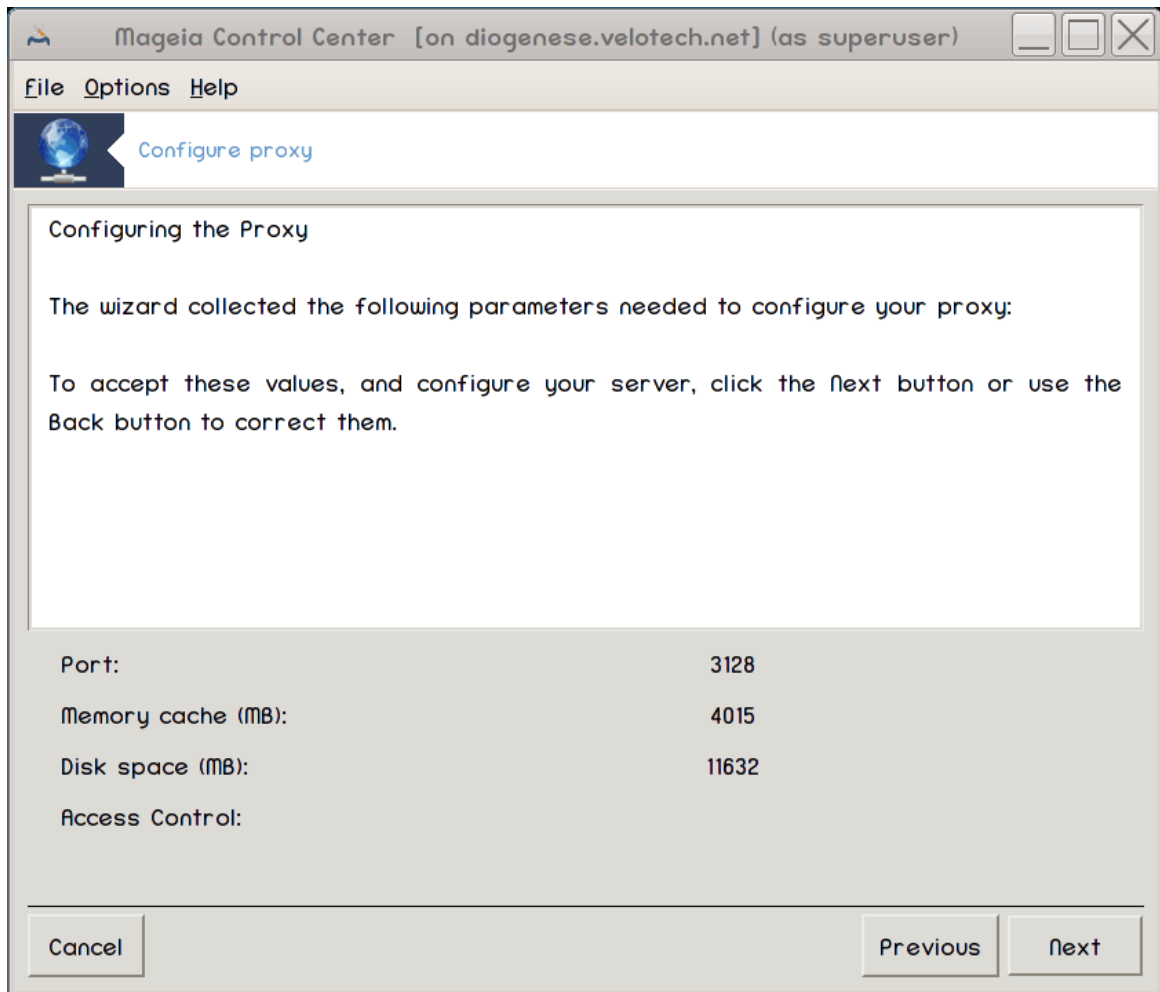 Mageia Control Center [on diogenese.velotech.net] (as superuser)
File Options Help
Configure proxy
Configuring the Proxy
The wizard collected the following parameters needed to configure your proxy:
To accept these values, and configure your server, click the Next button or use the
Back button to correct them.
Port: 3128
Memory cache (MB): 4015
Disk space (MB): 11632
Access Control:
Cancel Previous Next